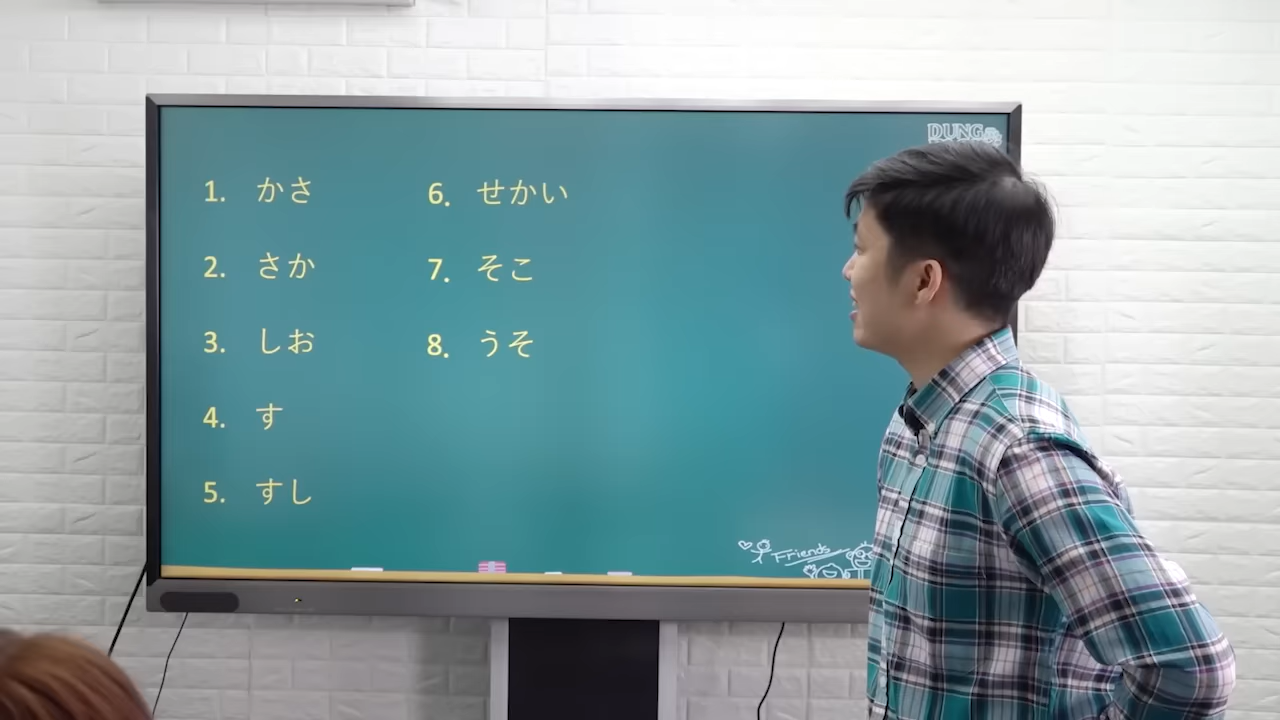 1. かさ
2. さか
3. しお
4. す
5. すし
6. せかい
7. そこ
8. うそ
DUNG
Friends